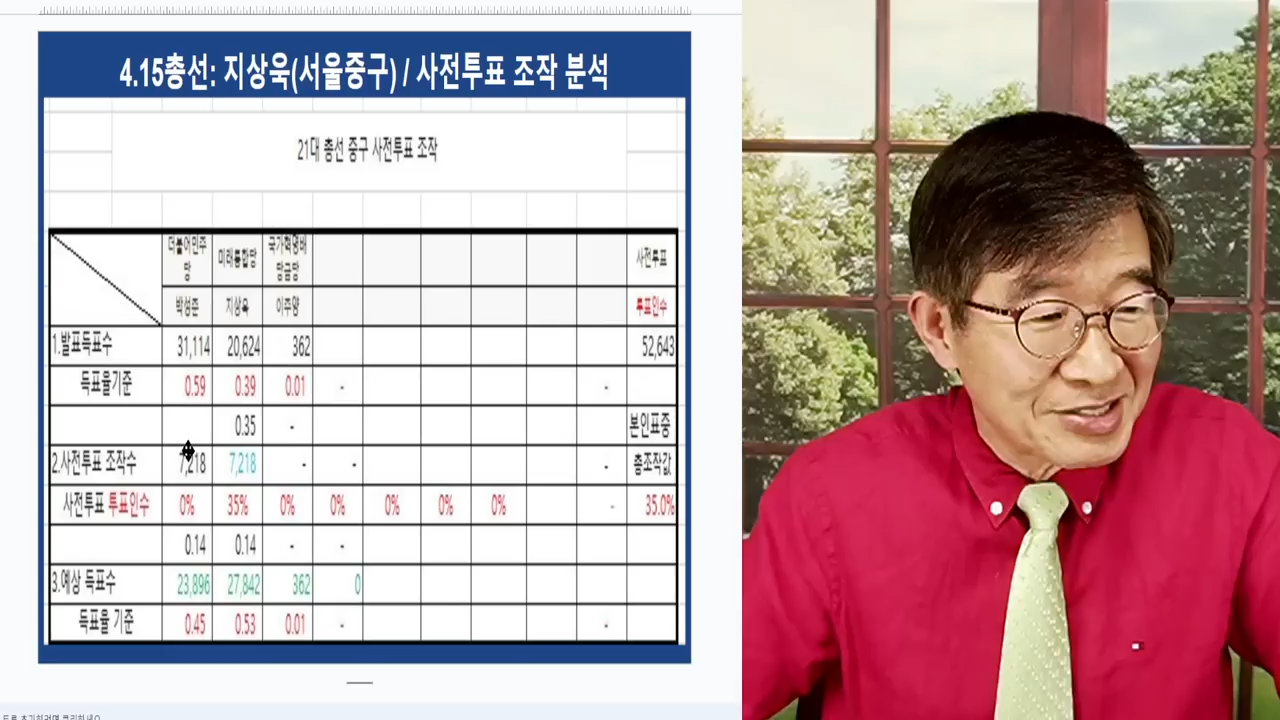 4.15총선: 지상욱(서울중구) / 사전투표 조작 분석
21대 총선 중구 사전투표 조작
더불어민주당 미래통합당 국가혁명배당금당 사전투표
박성준 지상욱 이주양 투표인수
1.발표득표수 31,114 20,624 362 52,643
득표율기준 0.59 0.39 0.01 - -
0.35 - 본인표중
2.사전투표 조작수 7,218 7,218 - - - 총조작값
사전투표 투표인수 0% 35% 0% 0% 0% 0% 0% - 35.0%
0.14 0.14 - -
3.예상 득표수 23,896 27,842 362 0
득표율 기준 0.45 0.53 0.01 - -